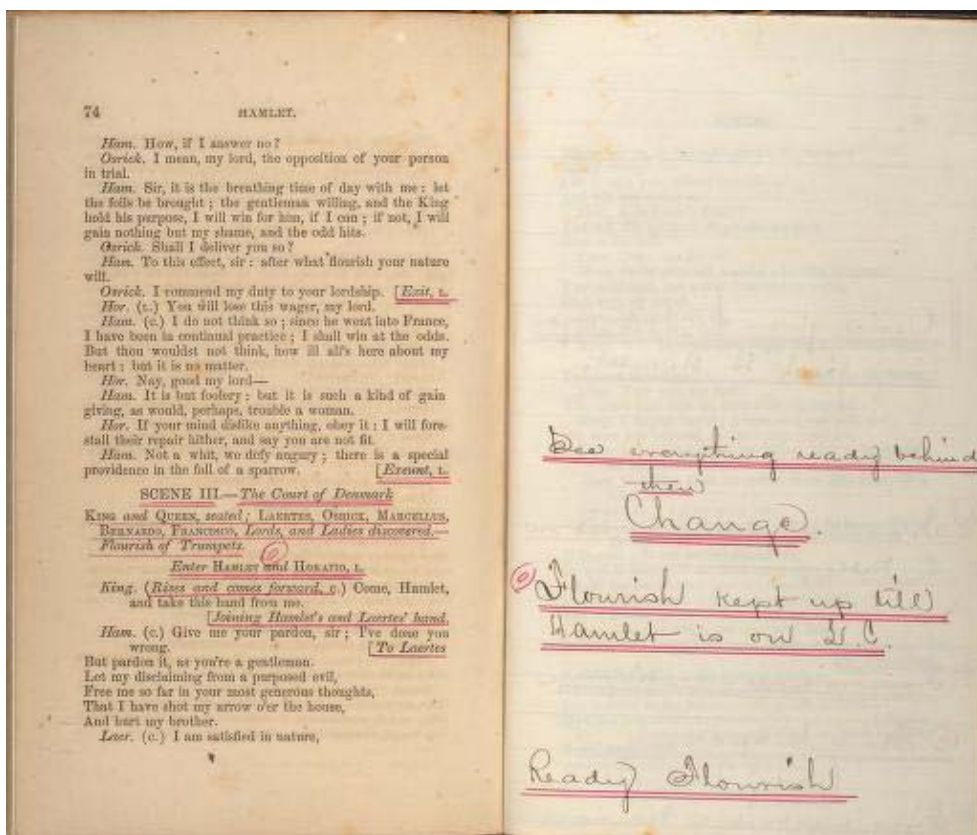 74 HAMLET.
Ham. How, if I answer no?
Osrick. I mean, my lord, the opposition of your person
in trial.
Ham. Sir, it is the breathing time of day with me: let
the foils be brought; the gentleman willing, and the King
hold his purpose, I will win for him, if I can; if not, I will
gain nothing but my shame, and the odd hits.
Osrick. Shall I deliver you so?
Ham. To this effect, sir: after what flourish your nature
will.
Osrick. I commend my duty to your lordship. [Exit, L.
Hor. (L.) You will lose this wager, my lord.
Ham. (C.) I do not think so; since he went into France,
I have been in continual practice; I shall win at the odds.
But thou wouldst not think, how ill all's here about my
heart: but it is no matter.
Hor. Nay, good my lord—
Ham. It is but foolery: but it is such a kind of gain
giving, as would, perhaps, trouble a woman.
Hor. If your mind dislike anything, obey it: I will fore-
stall their repair hither, and say you are not fit.
Ham. Not a whit, we defy augury; there is a special
providence in the fall of a sparrow. [Exeunt, L.
SCENE III.—The Court of Denmark
KING and QUEEN, seated; LAERTES, OSRICK, MARCELLUS,
BERNARDO, FRANCISCO, Lords, and Ladies discovered.—
Flourish of Trumpets.
Enter HAMLET and HORATIO, L.
King. (Rises and comes forward, C.) Come, Hamlet,
and take this hand from me.
[Joining Hamlet's and Laertes' hand.
Ham. (C.) Give me your pardon, sir; I've done you
wrong. [To Laertes
But pardon it, as you're a gentleman.
Let my disclaiming from a purposed evil,
Free me so far in your most generous thoughts,
That I have shot my arrow o'er the house,
And hurt my brother.
Laer. (C.) I am satisfied in nature,
See everything ready behind
then
Change.
Flourish kept up till
Hamlet is on L.C.
Ready Flourish